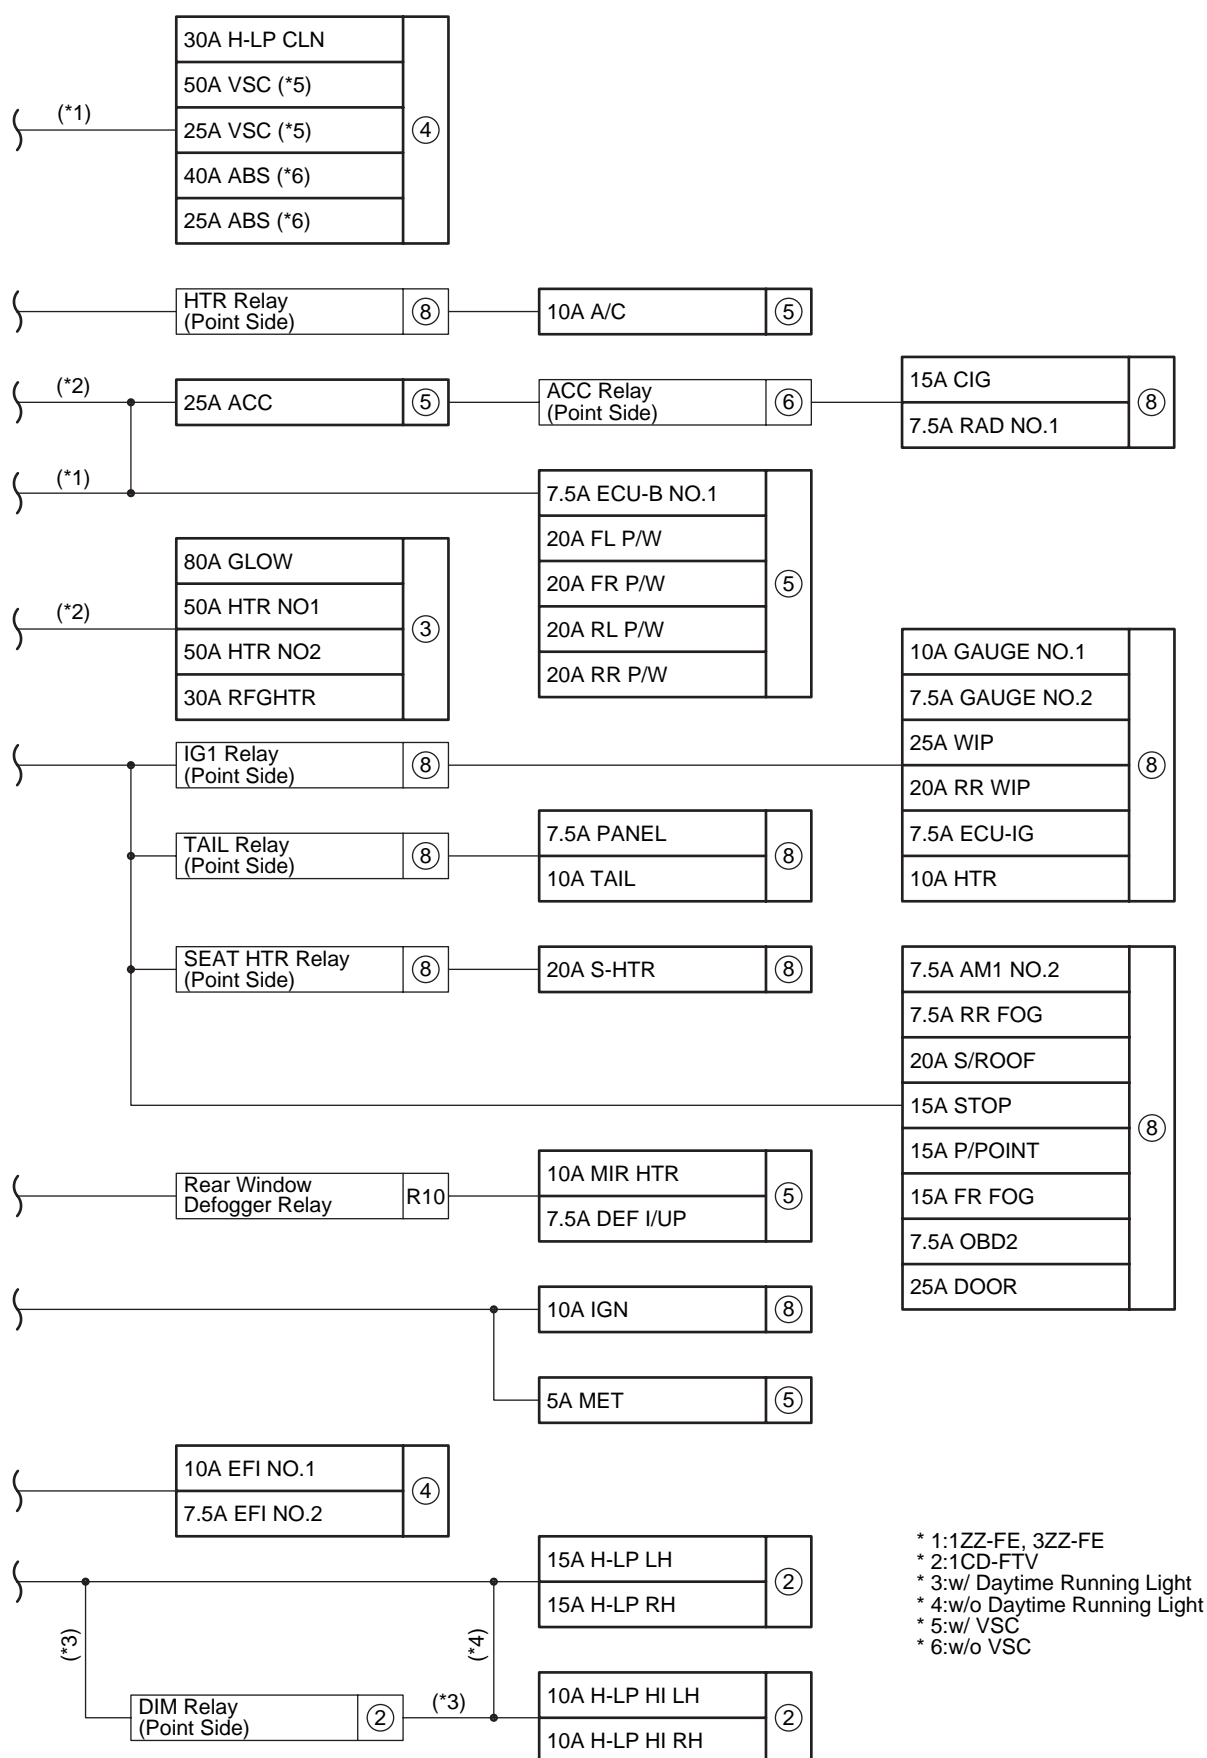 30A H-LP CLN
50A VSC (*5)
(*1)
25A VSC (*5)
4
40A ABS (*6)
25A ABS (*6)
HTR Relay
(Point Side)
8
10A A/C
5
(*2)
25A ACC
5
ACC Relay
(Point Side)
6
15A CIG
7.5A RAD NO.1
8
(*1)
7.5A ECU-B NO.1
20A FL P/W
20A FR P/W
20A RL P/W
20A RR P/W
5
80A GLOW
50A HTR NO1
(*2)
50A HTR NO2
30A RFGHTR
3
IG1 Relay
(Point Side)
8
10A GAUGE NO.1
7.5A GAUGE NO.2
25A WIP
20A RR WIP
7.5A ECU-IG
10A HTR
8
TAIL Relay
(Point Side)
8
7.5A PANEL
10A TAIL
8
SEAT HTR Relay
(Point Side)
8
20A S-HTR
8
7.5A AM1 NO.2
7.5A RR FOG
20A S/ROOF
15A STOP
15A P/POINT
15A FR FOG
7.5A OBD2
25A DOOR
8
Rear Window
Defogger Relay
R10
10A MIR HTR
7.5A DEF I/UP
5
10A IGN
8
5A MET
5
10A EFI NO.1
7.5A EFI NO.2
4
15A H-LP LH
15A H-LP RH
2
(*3)
(*4)
DIM Relay
(Point Side)
2
(*3)
10A H-LP HI LH
10A H-LP HI RH
2
* 1:1ZZ-FE, 3ZZ-FE
* 2:1CD-FTV
* 3:w/ Daytime Running Light
* 4:w/o Daytime Running Light
* 5:w/ VSC
* 6:w/o VSC